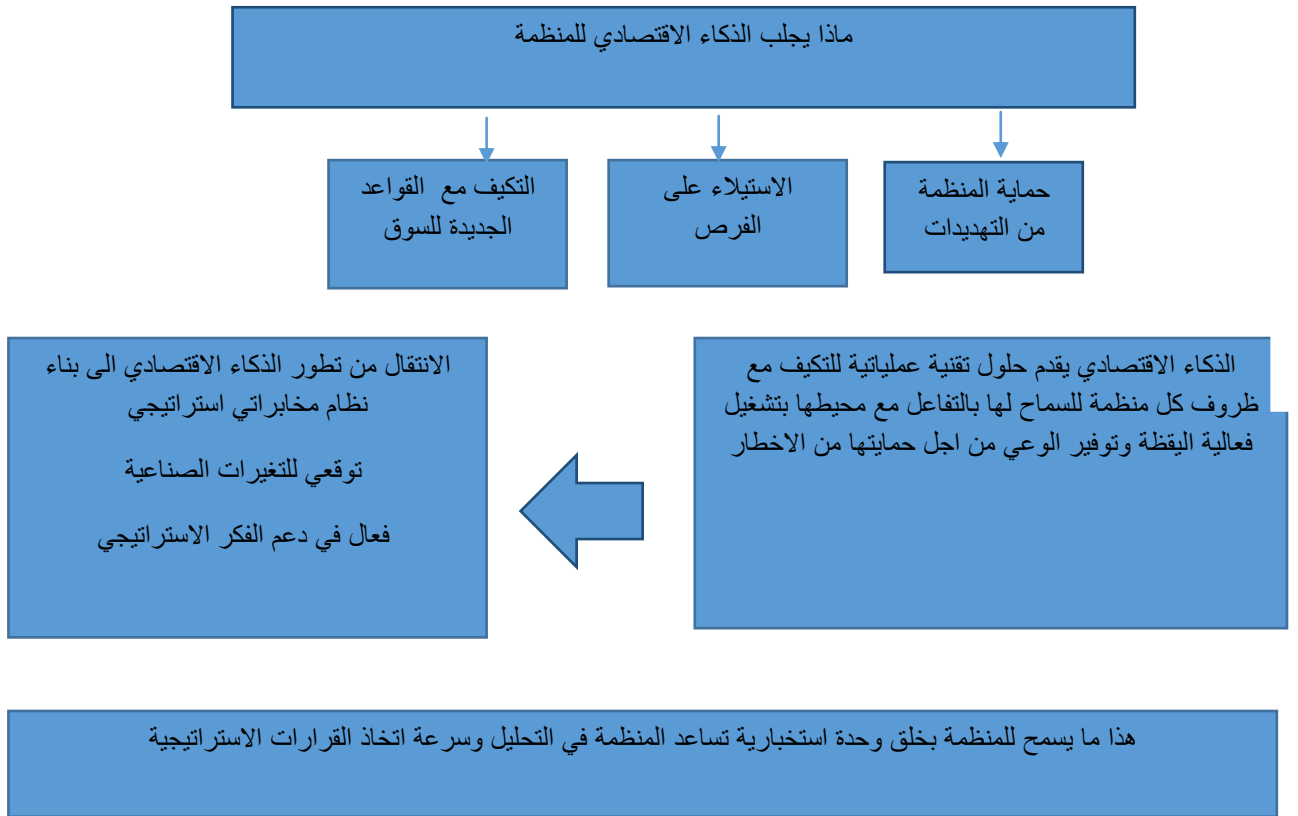 ماذا يجلب الذكاء الاقتصادي للمنظمة
حماية المنظمة
من التهديدات
الاستيلاء على
الفرص
التكيف مع القواعد
الجديدة للسوق
الذكاء الاقتصادي يقدم حلول تقنية عملياتية للتكيف مع
ظروف كل منظمة للسماح لها بالتفاعل مع محيطها بتشغيل
فعالية اليقظة وتوفير الوعي من اجل حمايتها من الاخطار
الانتقال من تطور الذكاء الاقتصادي الى بناء
نظام مخابراتي استراتيجي
توقعي للتغيرات الصناعية
فعال في دعم الفكر الاستراتيجي
هذا ما يسمح للمنظمة بخلق وحدة استخبارية تساعد المنظمة في التحليل وسرعة اتخاذ القرارات الاستراتيجية